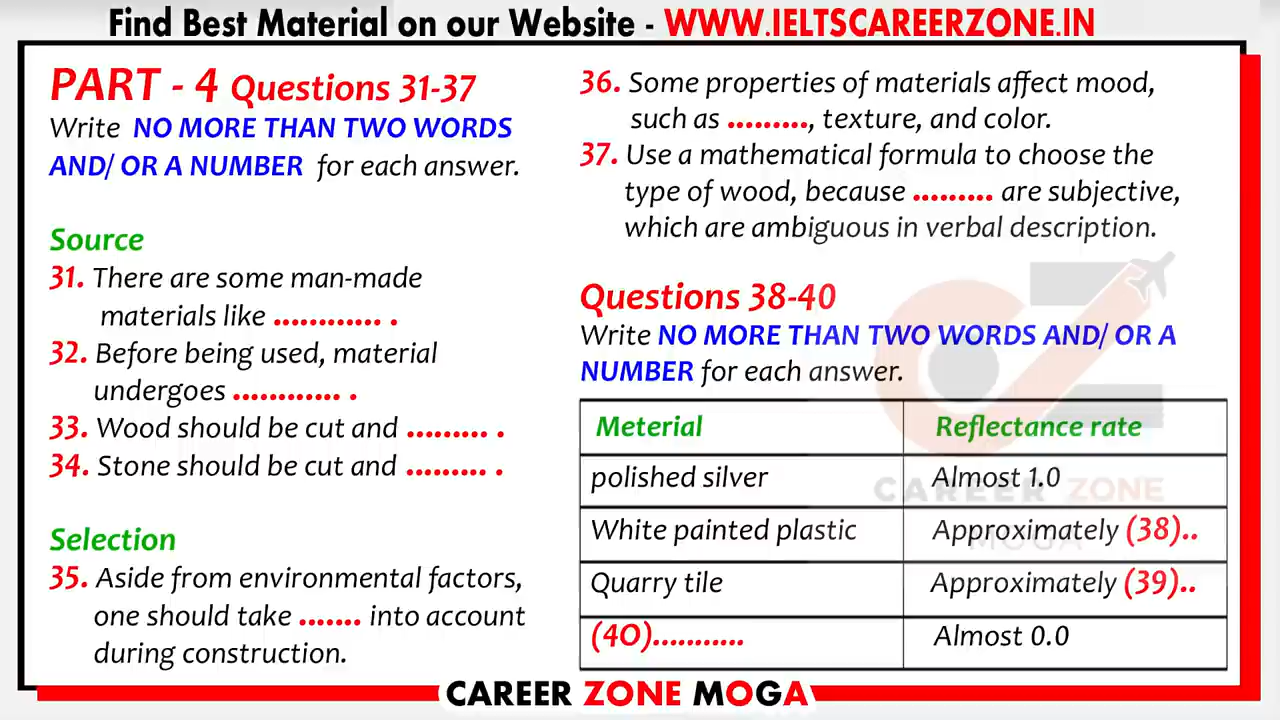 Find Best Material on our Website - WWW.IELTSCAREERZONE.IN
PART - 4 Questions 31-37
Write NO MORE THAN TWO WORDS
AND/ OR A NUMBER for each answer.
Source
31. There are some man-made
materials like ............ .
32. Before being used, material
undergoes ............ .
33. Wood should be cut and ......... .
34. Stone should be cut and ......... .
Selection
35. Aside from environmental factors,
one should take ....... into account
during construction.
36. Some properties of materials affect mood,
such as ........., texture, and color.
37. Use a mathematical formula to choose the
type of wood, because ......... are subjective,
which are ambiguous in verbal description.
Questions 38-40
Write NO MORE THAN TWO WORDS AND/ OR A
NUMBER for each answer.
Meterial Reflectance rate
polished silver Almost 1.0
White painted plastic Approximately (38)..
Quarry tile Approximately (39)..
(40)........... Almost 0.0
CAREER ZONE
MOGA
CAREER ZONE MOGA